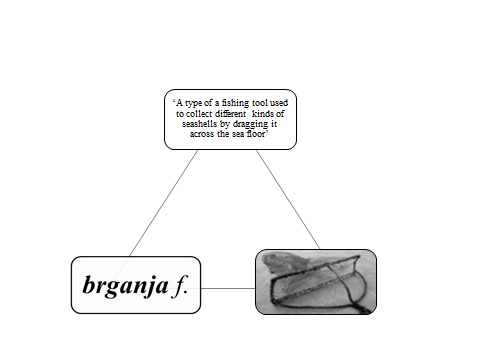 ‘A type of a fishing tool used
to collect different kinds of
seashells by dragging it
across the sea floor’
brganja f.